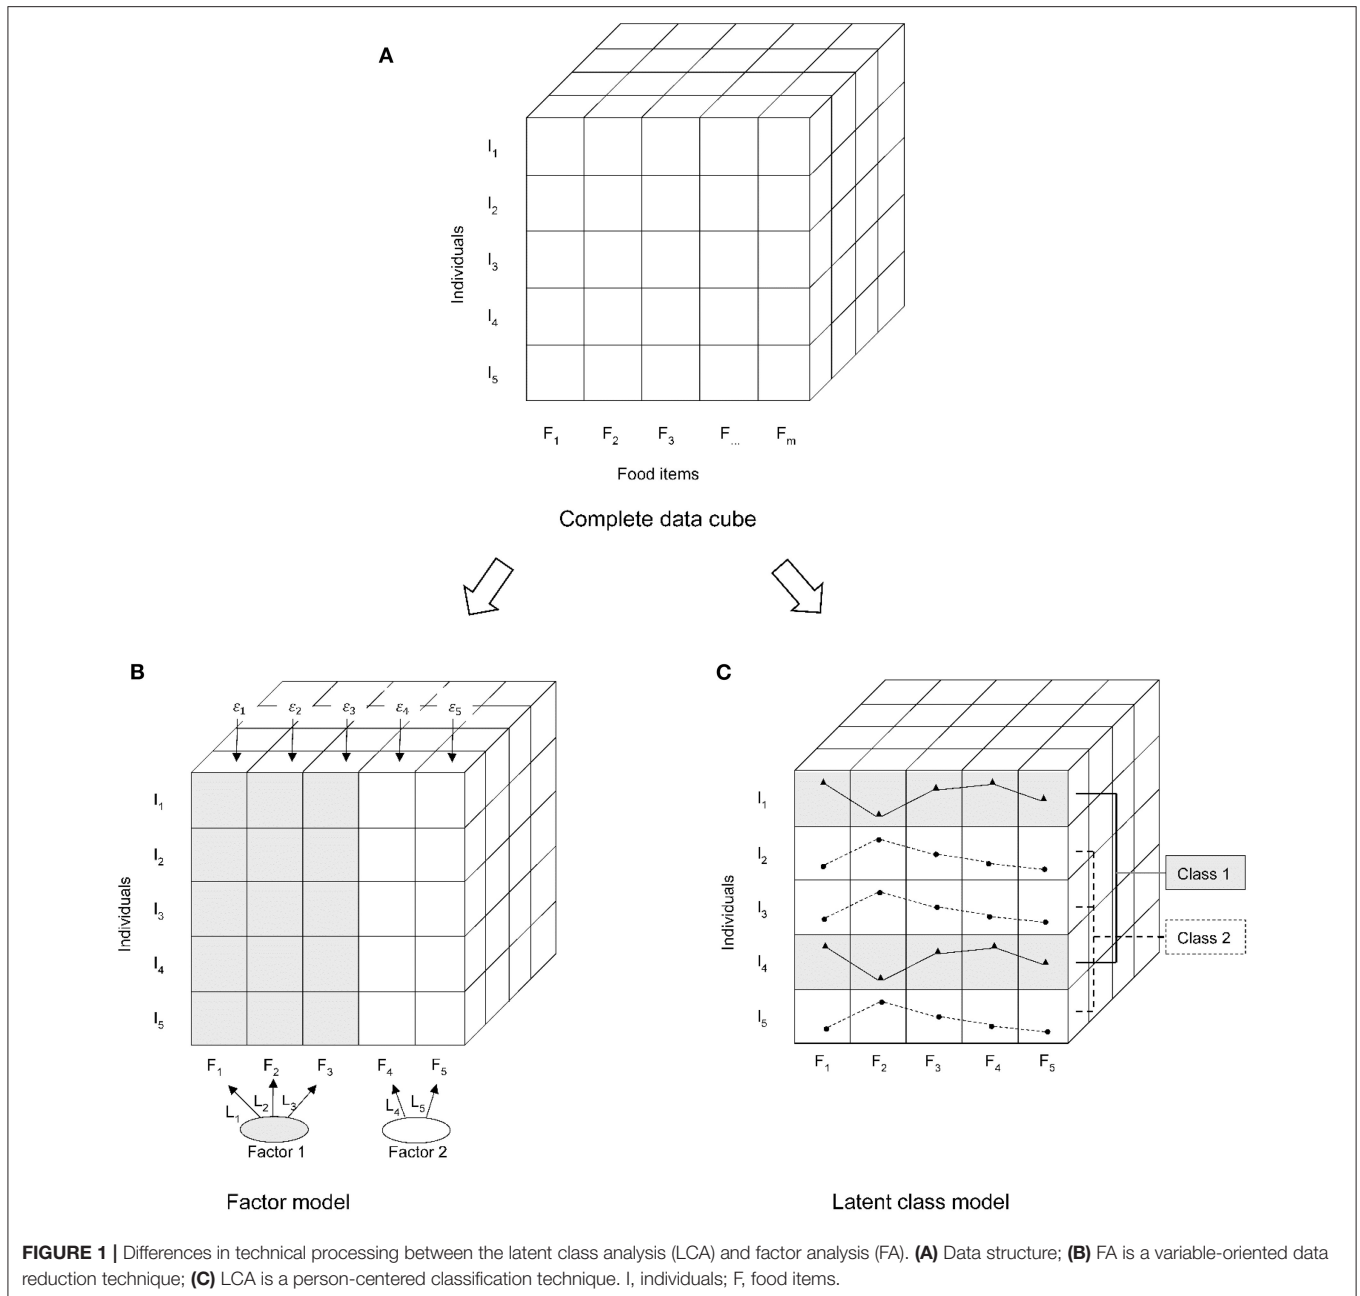 A
Individuals
I1
I2
I3
I4
I5
F1 F2 F3 F... Fm
Food items
Complete data cube
B
ε1 ε2 ε3 ε4 ε5
Individuals
I1
I2
I3
I4
I5
F1 F2 F3 F4 F5
L1 L2 L3 L4 L5
Factor 1 Factor 2
Factor model
C
Individuals
I1
I2
I3
I4
I5
Class 1
Class 2
F1 F2 F3 F4 F5
Latent class model
FIGURE 1 | Differences in technical processing between the latent class analysis (LCA) and factor analysis (FA). (A) Data structure; (B) FA is a variable-oriented data
reduction technique; (C) LCA is a person-centered classification technique. I, individuals; F, food items.